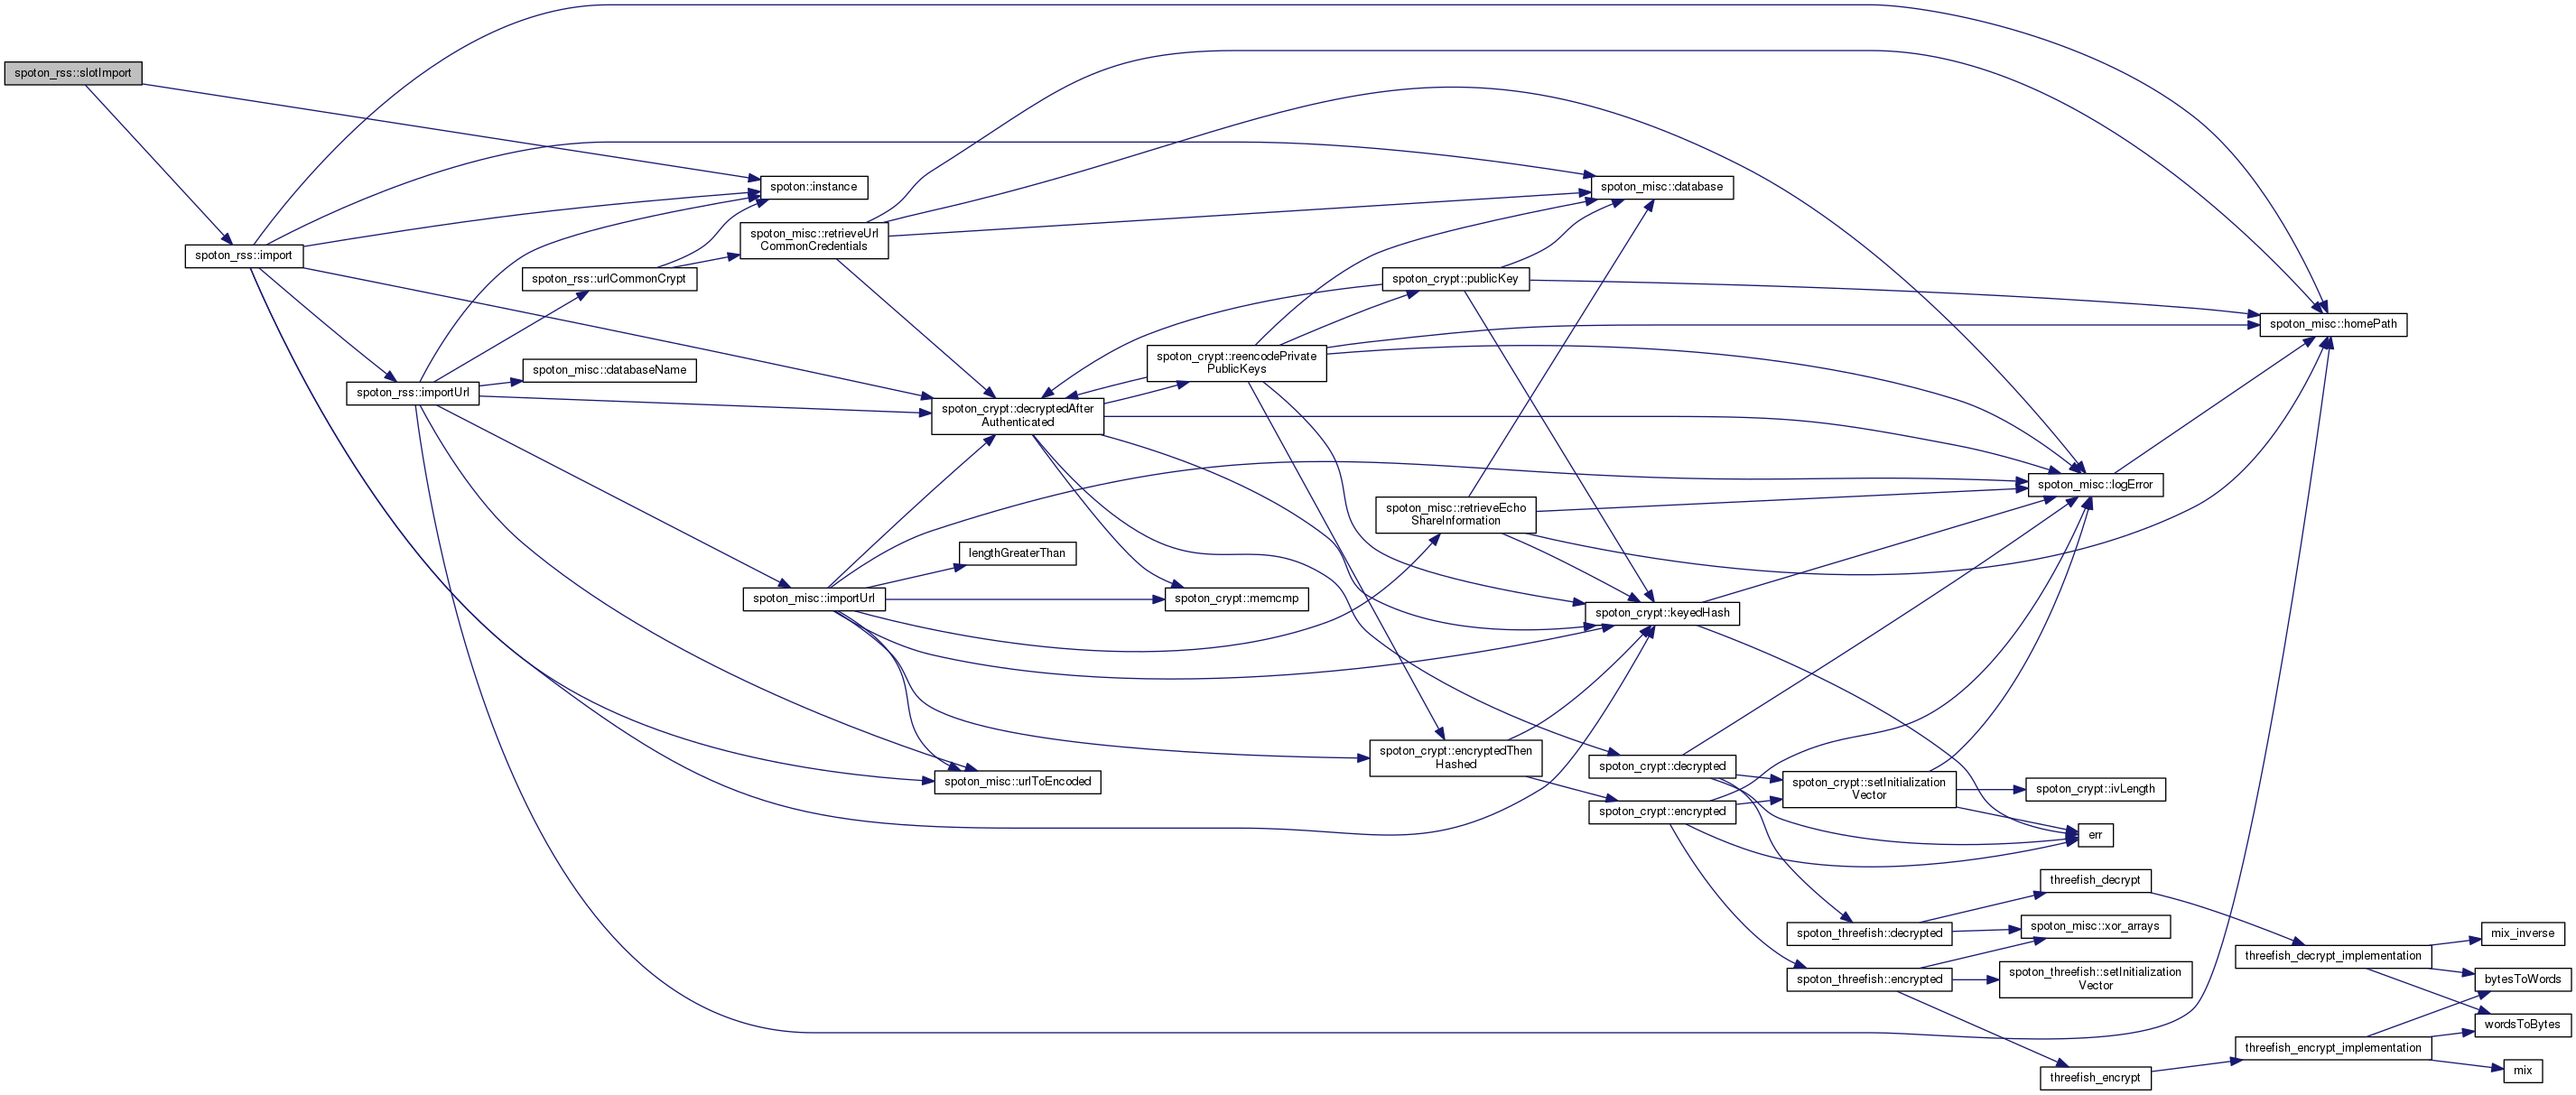 spoton_rss::slotImport
spoton_rss::import
spoton_rss::importUrl
spoton_rss::urlCommonCrypt
spoton_misc::databaseName
spoton::instance
spoton_misc::retrieveUrl
CommonCredentials
spoton_misc::importUrl
spoton_crypt::decryptedAfter
Authenticated
lengthGreaterThan
spoton_misc::urlToEncoded
spoton_crypt::reencodePrivate
PublicKeys
spoton_crypt::memcmp
spoton_crypt::publicKey
spoton_misc::retrieveEcho
ShareInformation
spoton_crypt::encryptedThen
Hashed
spoton_misc::database
spoton_crypt::keyedHash
spoton_crypt::decrypted
spoton_crypt::encrypted
spoton_crypt::setInitialization
Vector
spoton_threefish::decrypted
spoton_threefish::encrypted
spoton_misc::homePath
spoton_misc::logError
spoton_crypt::ivLength
err
threefish_decrypt
spoton_misc::xor_arrays
spoton_threefish::setInitialization
Vector
threefish_encrypt
threefish_decrypt_implementation
threefish_encrypt_implementation
mix_inverse
bytesToWords
wordsToBytes
mix